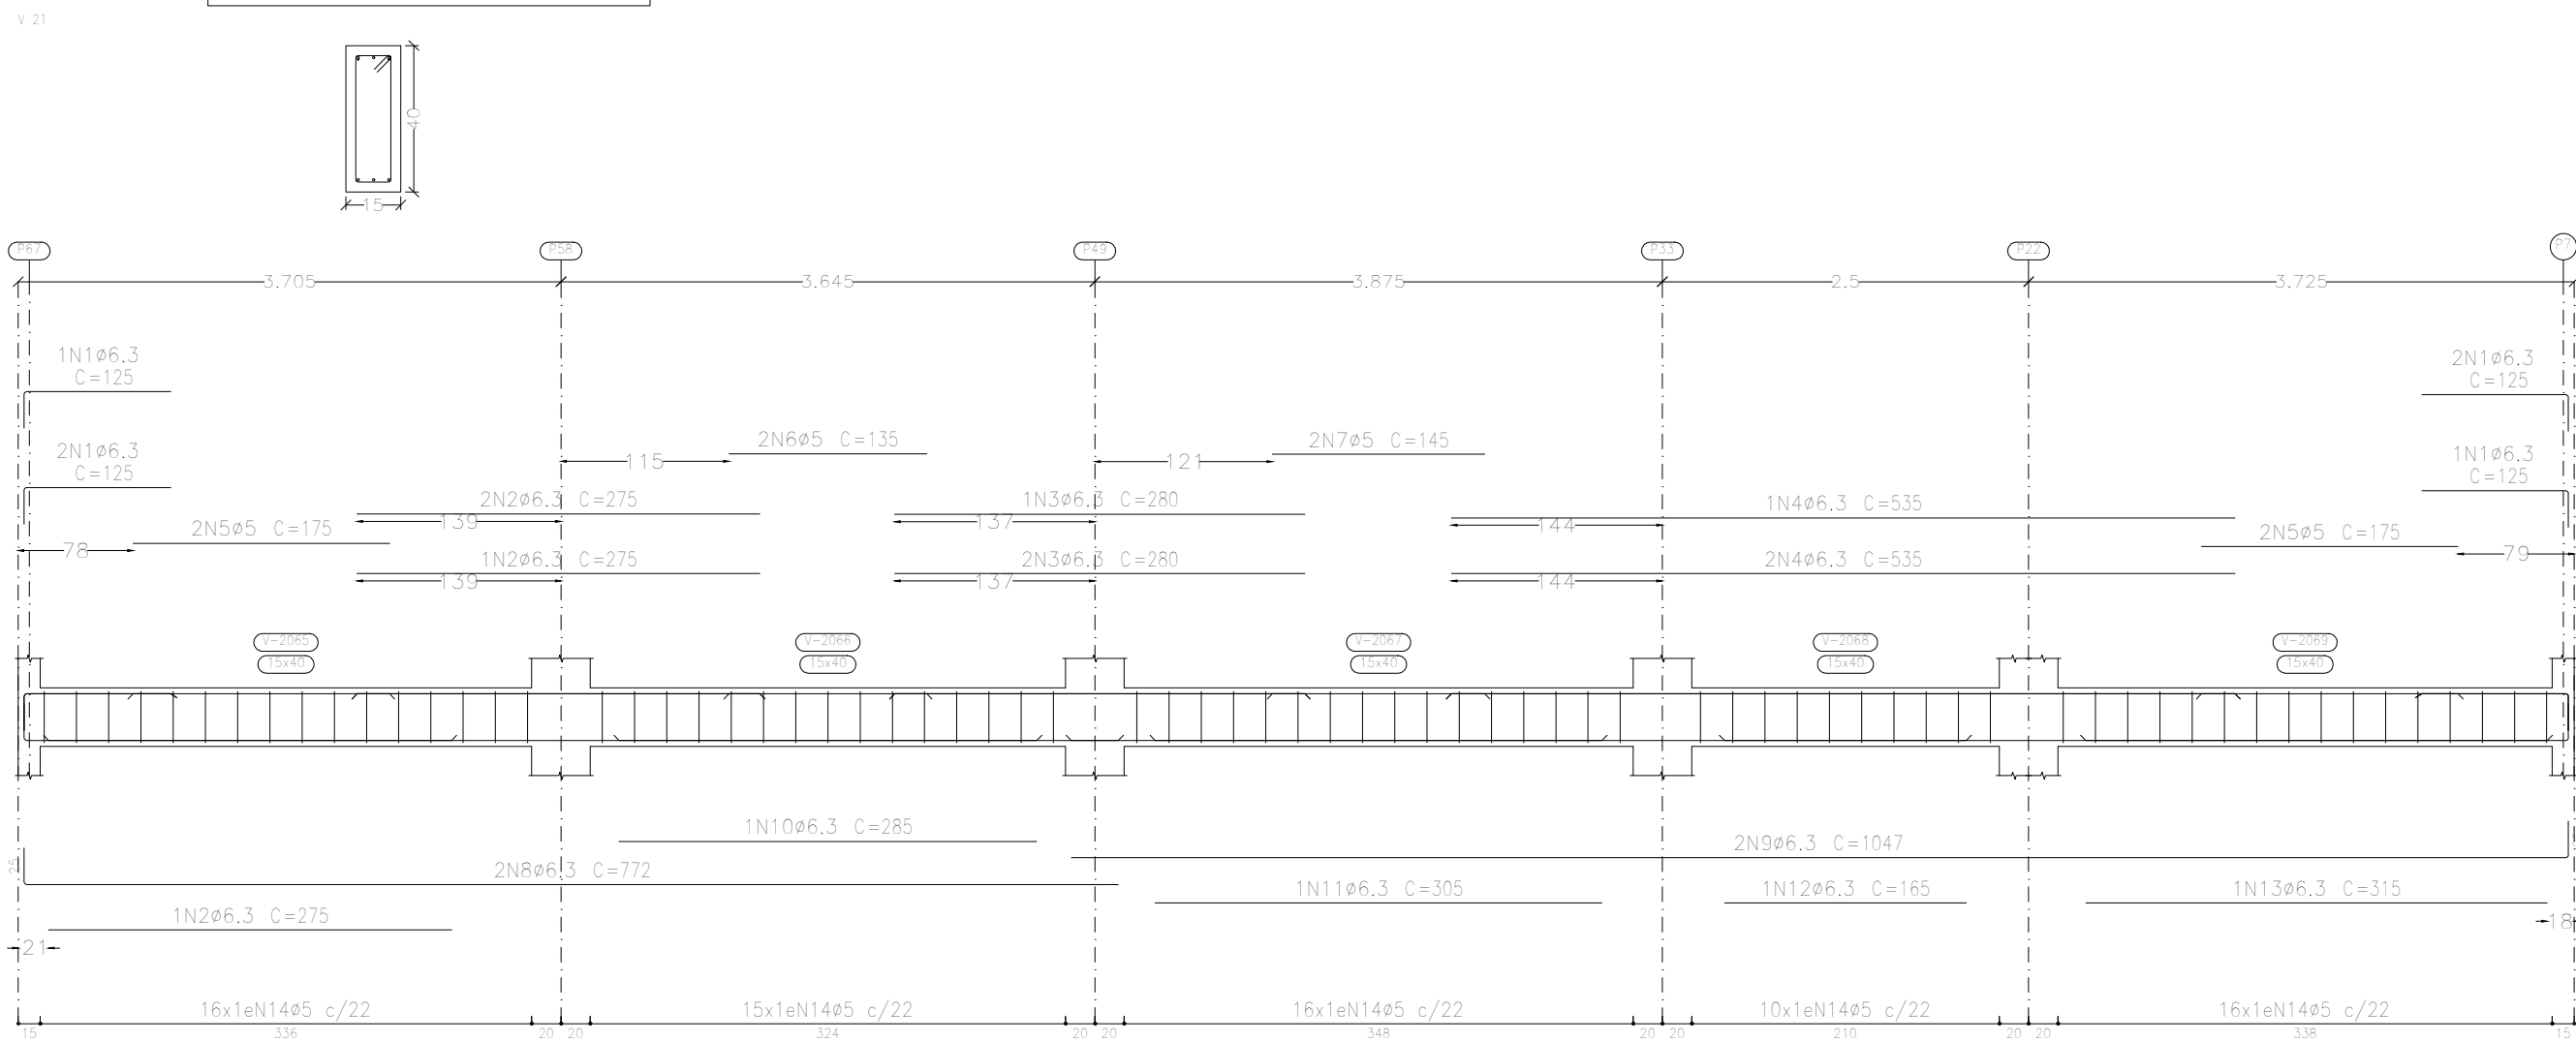 V 21
40
15
P67 P58 P49 P33 P22 P7
3.705 3.645 3.875 2.5 3.725
1N1ø6.3
C=125
2N1ø6.3
C=125
2N1ø6.3
C=125
1N1ø6.3
C=125
2N6ø5 C=135
115
2N7ø5 C=145
121
2N2ø6.3 C=275
139
1N3ø6.3 C=280
137
1N4ø6.3 C=535
144
2N5ø5 C=175
78
2N5ø5 C=175
79
1N2ø6.3 C=275
139
2N3ø6.3 C=280
137
2N4ø6.3 C=535
144
V-2065 V-2066 V-2067 V-2068 V-2069
15x40 15x40 15x40 15x40 15x40
1N10ø6.3 C=285
2N9ø6.3 C=1047
25
2N8ø6.3 C=772
1N11ø6.3 C=305
1N12ø6.3 C=165
1N13ø6.3 C=315
18
1N2ø6.3 C=275
21
16x1eN14ø5 c/22 15x1eN14ø5 c/22 16x1eN14ø5 c/22 10x1eN14ø5 c/22 16x1eN14ø5 c/22
15 336 20 20 324 20 20 348 20 20 210 20 20 338 15